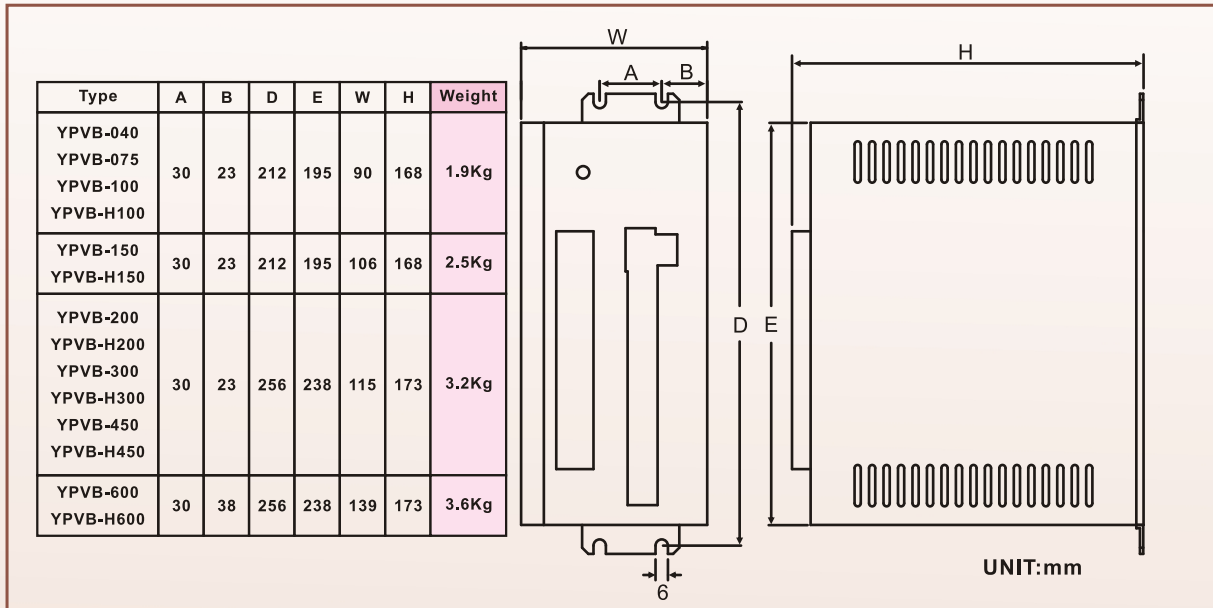 Type A B D E W H Weight
YPVB-040
YPVB-075
YPVB-100
YPVB-H100
30 23 212 195 90 168 1.9Kg
YPVB-150
YPVB-H150
30 23 212 195 106 168 2.5Kg
YPVB-200
YPVB-H200
YPVB-300
YPVB-H300
YPVB-450
YPVB-H450
30 23 256 238 115 173 3.2Kg
YPVB-600
YPVB-H600
30 38 256 238 139 173 3.6Kg
W
A B
D
6
H
E
UNIT:mm